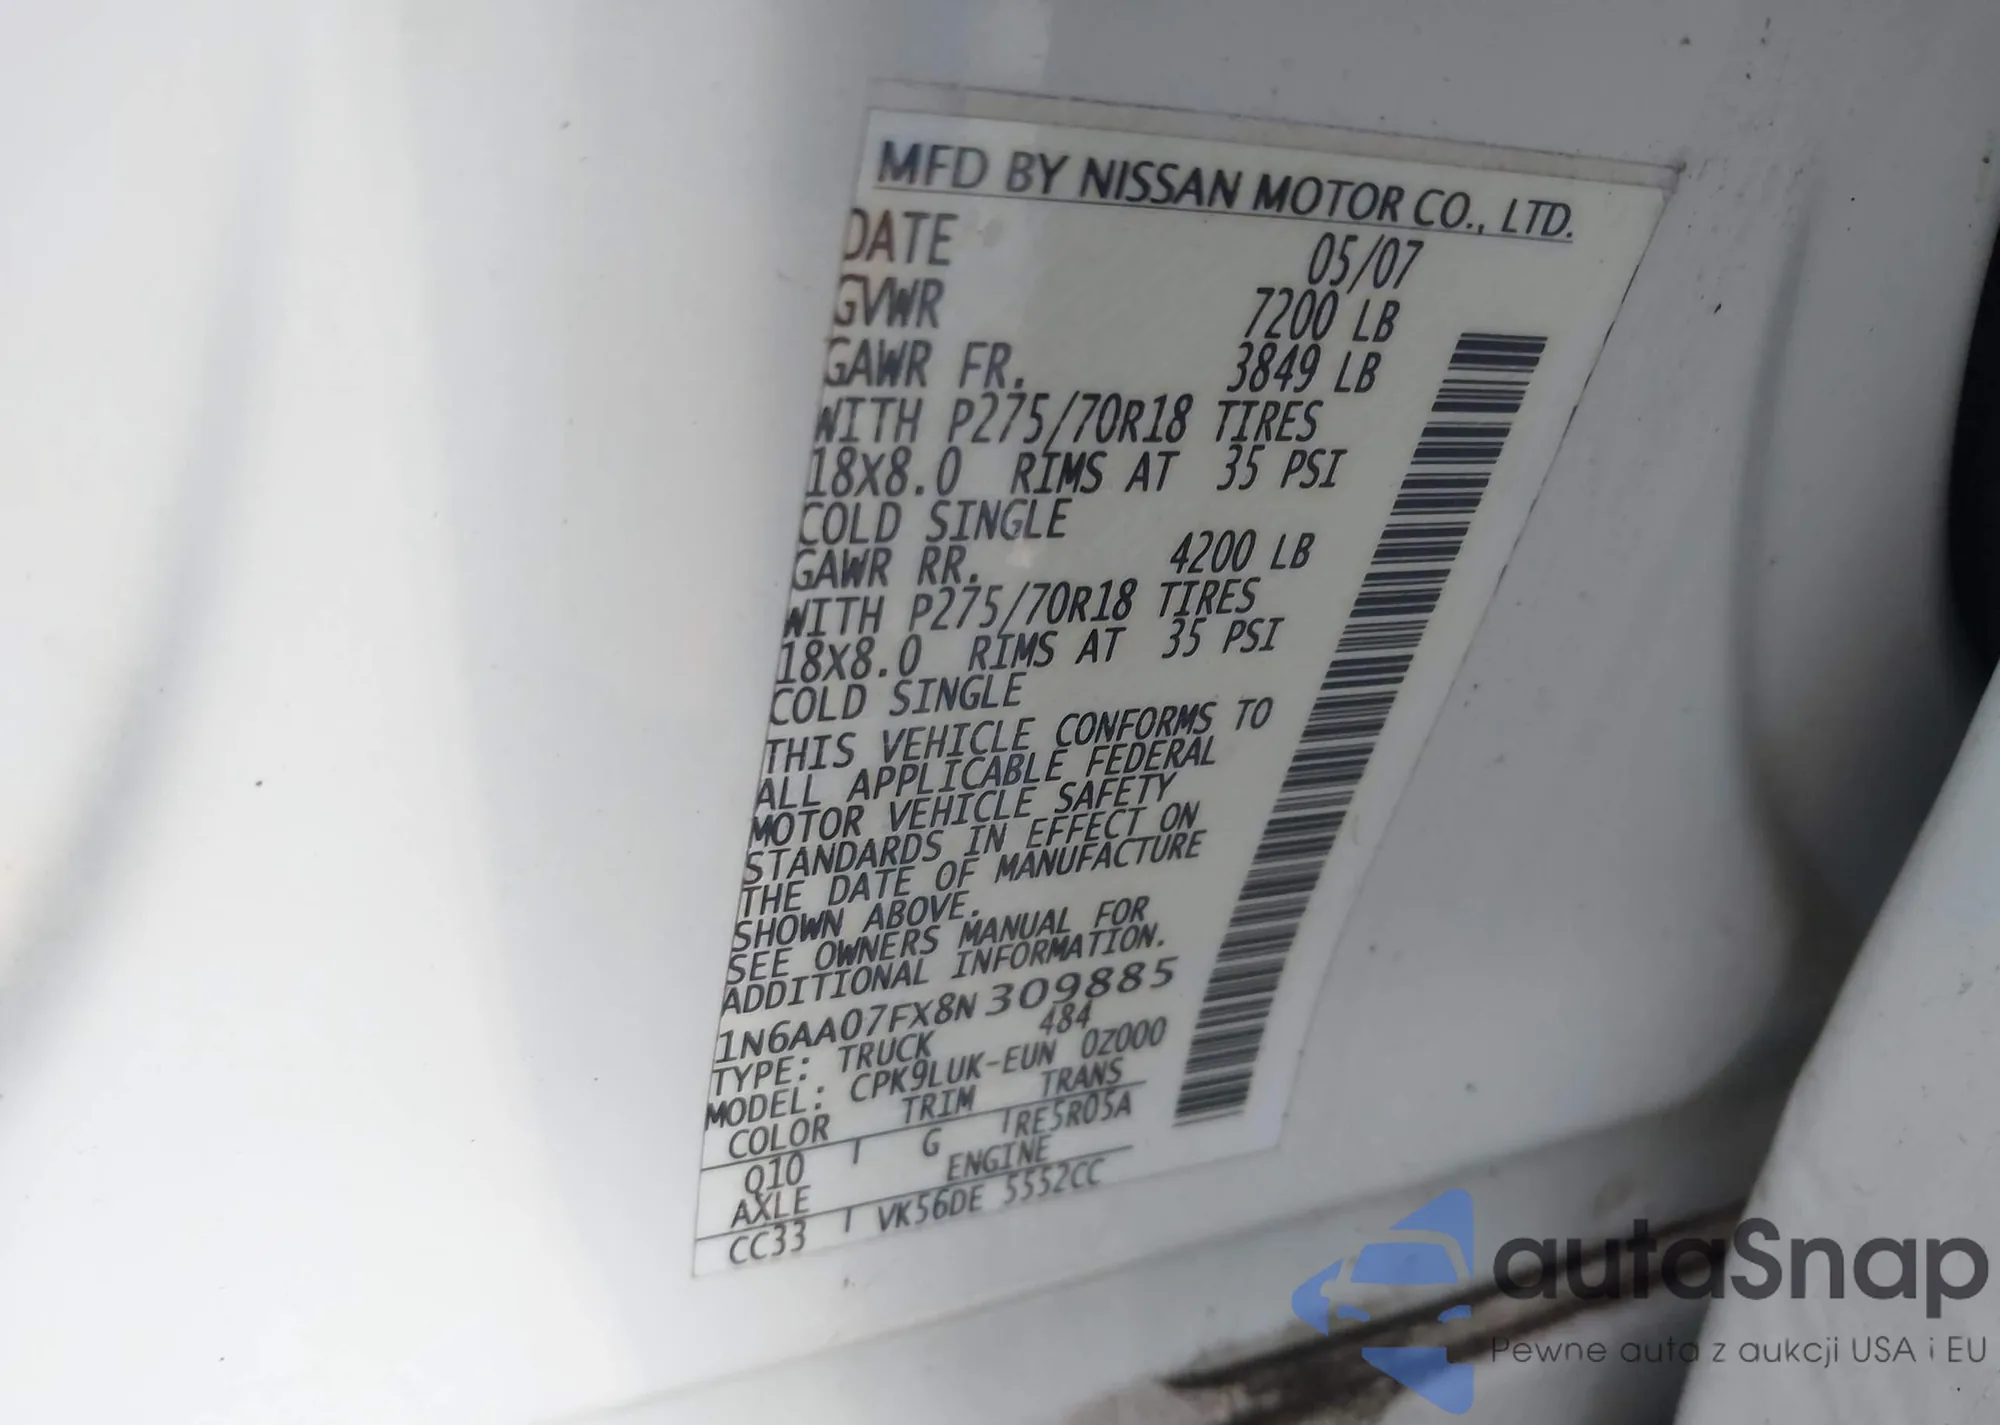 MFD BY NISSAN MOTOR CO., LTD.
DATE 05/07
GVWR 7200 LB
GAWR FR. 3849 LB
WITH P275/70R18 TIRES
18X8.0 RIMS AT 35 PSI
COLD SINGLE
GAWR RR. 4200 LB
WITH P275/70R18 TIRES
18X8.0 RIMS AT 35 PSI
COLD SINGLE
THIS VEHICLE CONFORMS TO
ALL APPLICABLE FEDERAL
MOTOR VEHICLE SAFETY
STANDARDS IN EFFECT ON
THE DATE OF MANUFACTURE
SHOWN ABOVE.
SEE OWNERS MANUAL FOR
ADDITIONAL INFORMATION.
1N6AA07FX8N309885
TYPE: TRUCK 484
MODEL: CPK9LUK-EUN 0Z000
COLOR TRIM TRANS
Q10 G RE5R05A
AXLE ENGINE
CC33 VK56DE 5552CC
autaSnap
Pewne auta z aukcji USA i EU